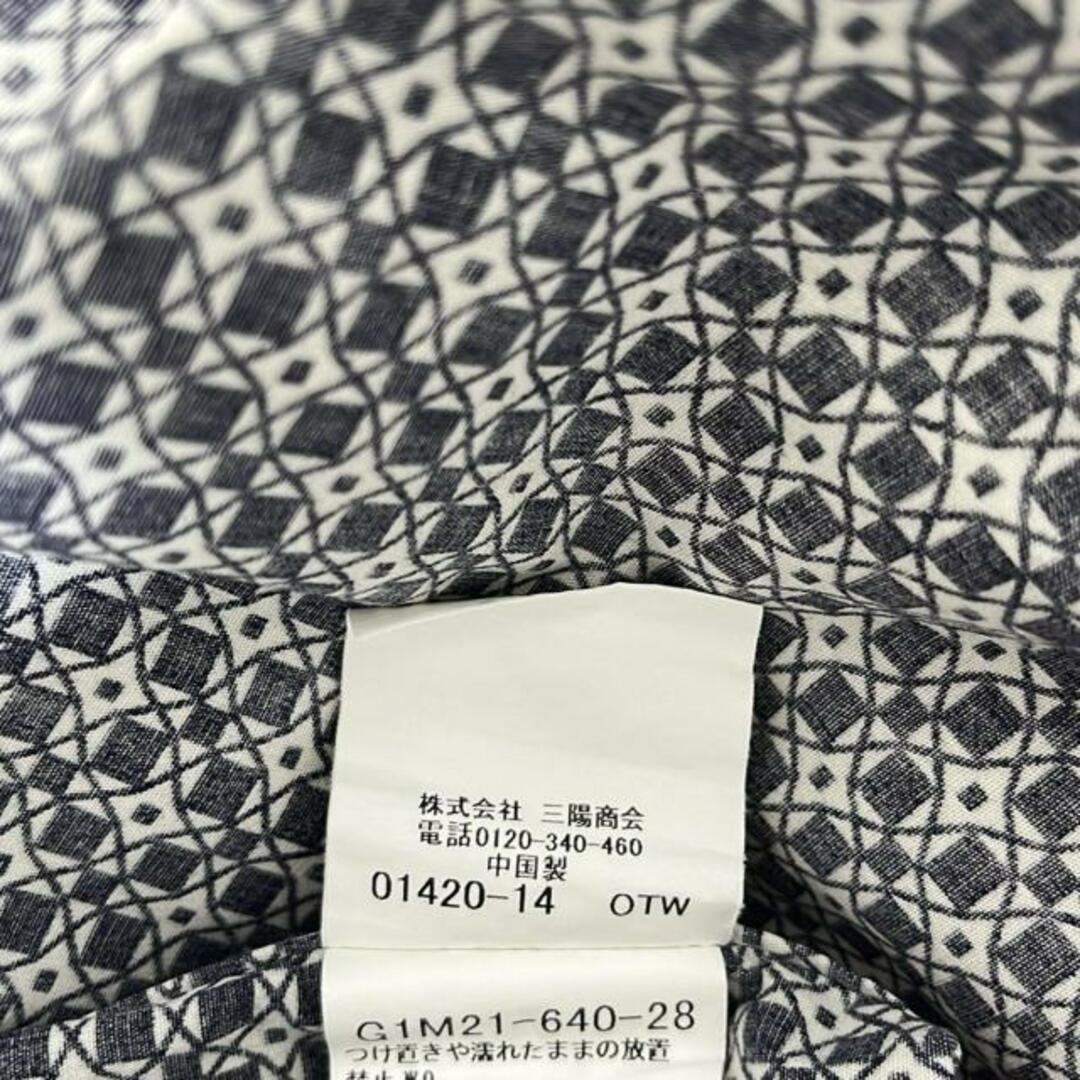 株式会社 三陽商会
電話0120-340-460
中国製
01420-14 OTW
G1M21-640-28
つけ置きや濡れたままの放置
禁止